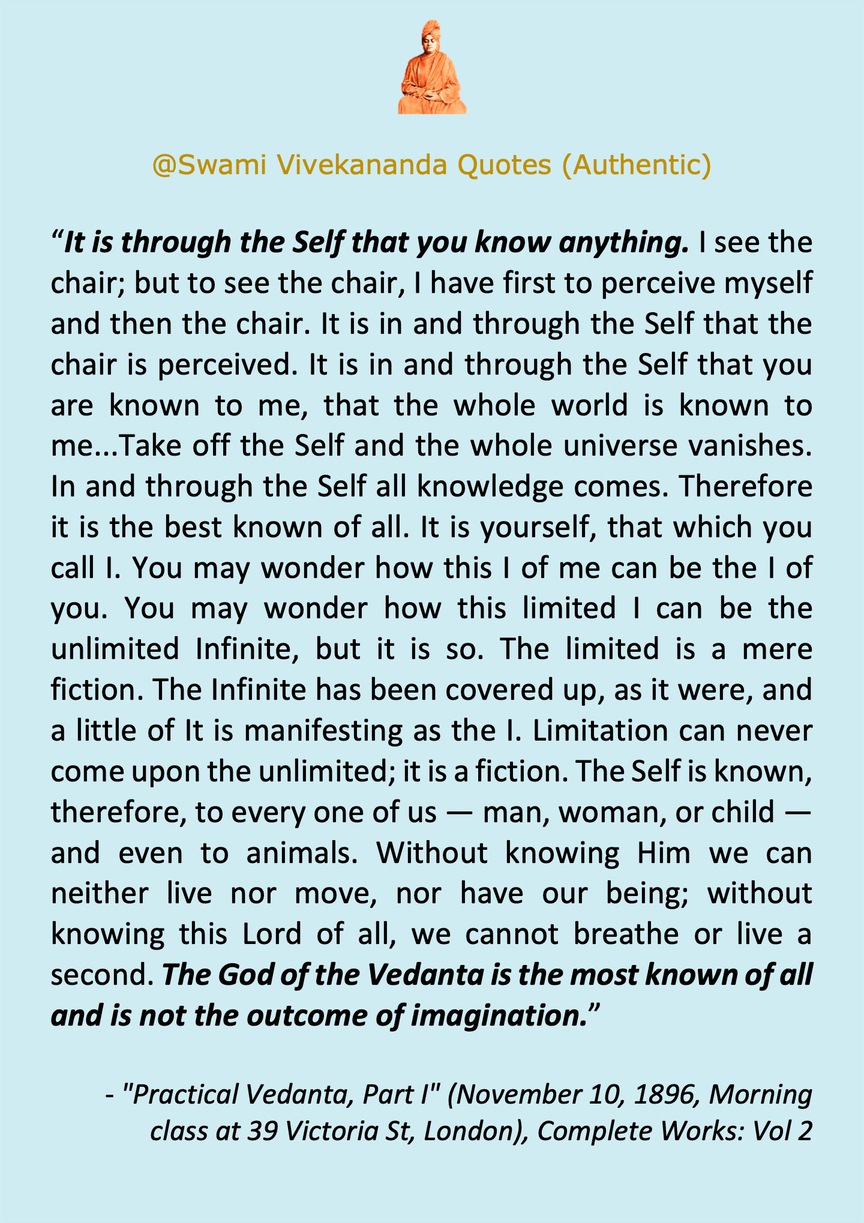 @Swami Vivekananda Quotes (Authentic)
“It is through the Self that you know anything. I see the
chair; but to see the chair, I have first to perceive myself
and then the chair. It is in and through the Self that the
chair is perceived. It is in and through the Self that you
are known to me, that the whole world is known to
me...Take off the Self and the whole universe vanishes.
In and through the Self all knowledge comes. Therefore
it is the best known of all. It is yourself, that which you
call I. You may wonder how this I of me can be the I of
you. You may wonder how this limited I can be the
unlimited Infinite, but it is so. The limited is a mere
fiction. The Infinite has been covered up, as it were, and
a little of It is manifesting as the I. Limitation can never
come upon the unlimited; it is a fiction. The Self is known,
therefore, to every one of us — man, woman, or child —
and even to animals. Without knowing Him we can
neither live nor move, nor have our being; without
knowing this Lord of all, we cannot breathe or live a
second. The God of the Vedanta is the most known of all
and is not the outcome of imagination.”
- "Practical Vedanta, Part I" (November 10, 1896, Morning
class at 39 Victoria St, London), Complete Works: Vol 2